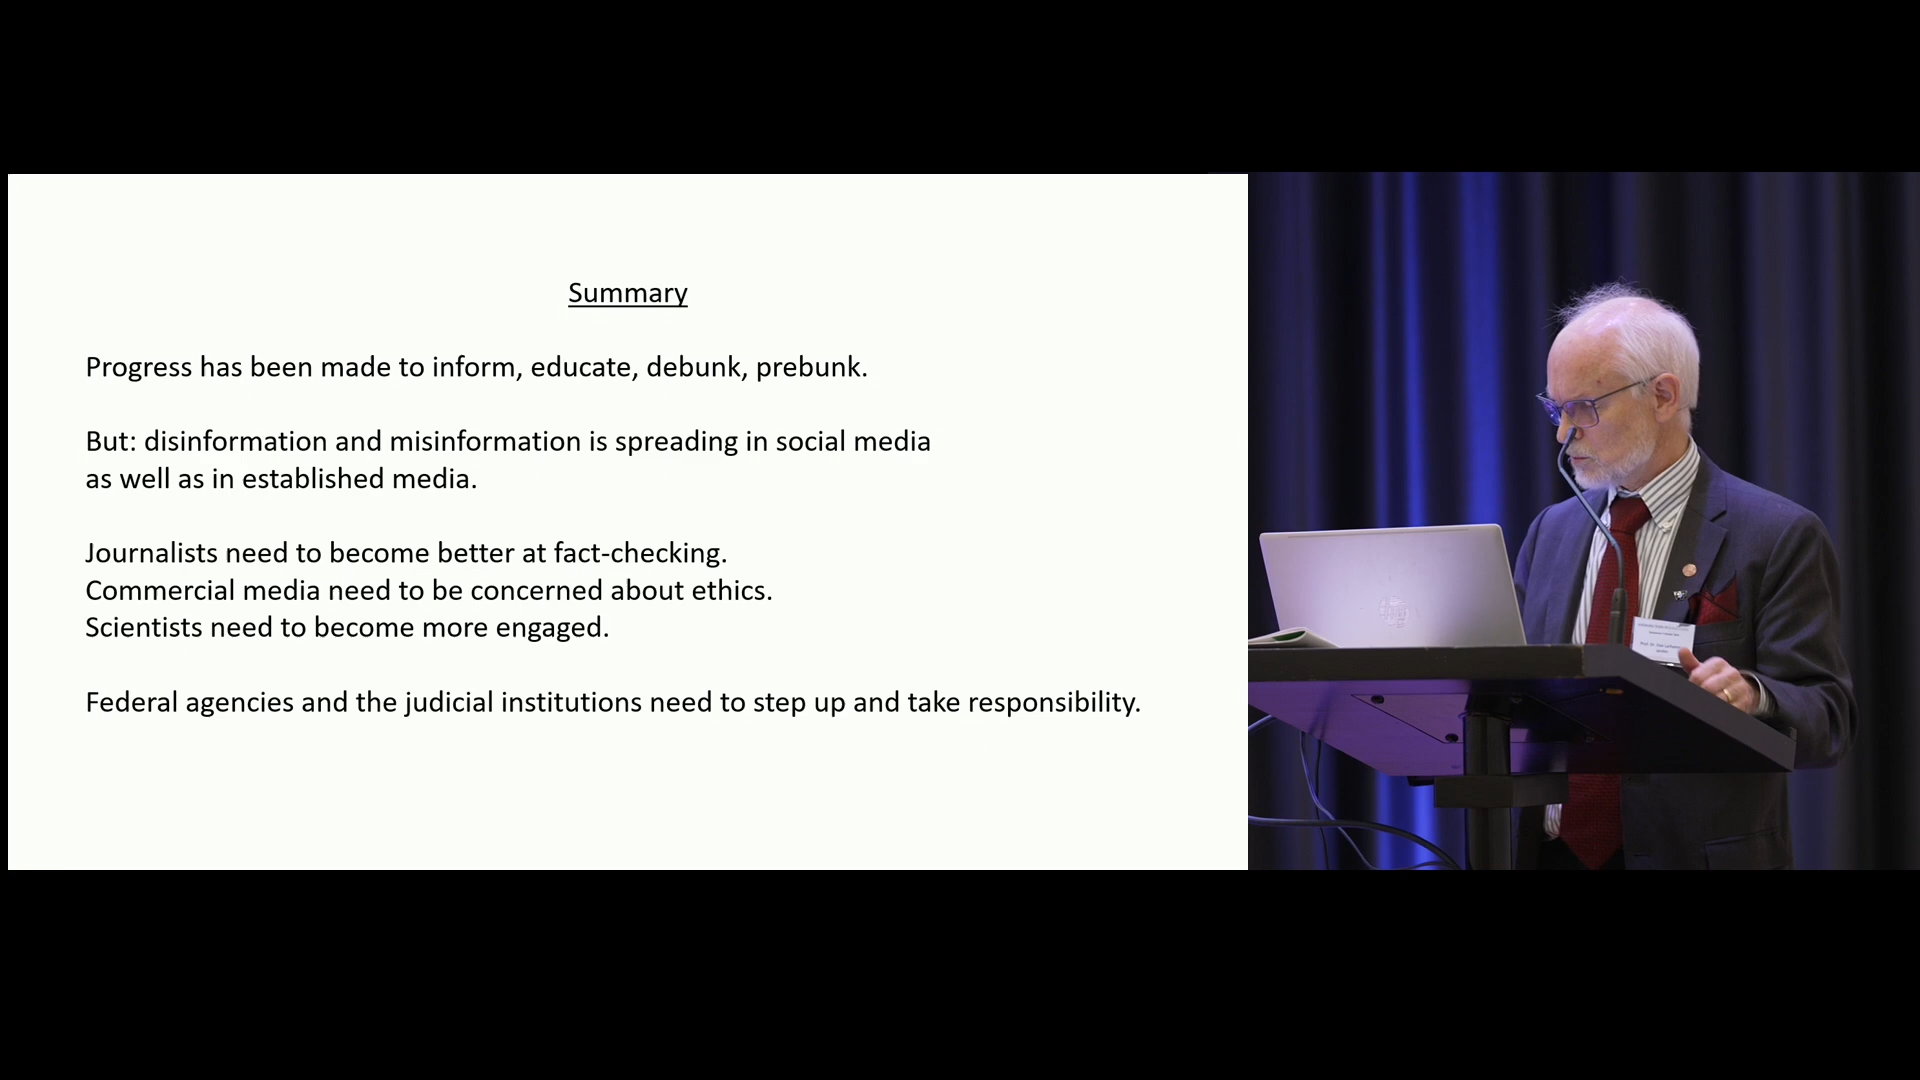 Summary
Progress has been made to inform, educate, debunk, prebunk.
But: disinformation and misinformation is spreading in social media
as well as in established media.
Journalists need to become better at fact-checking.
Commercial media need to be concerned about ethics.
Scientists need to become more engaged.
Federal agencies and the judicial institutions need to step up and take responsibility.